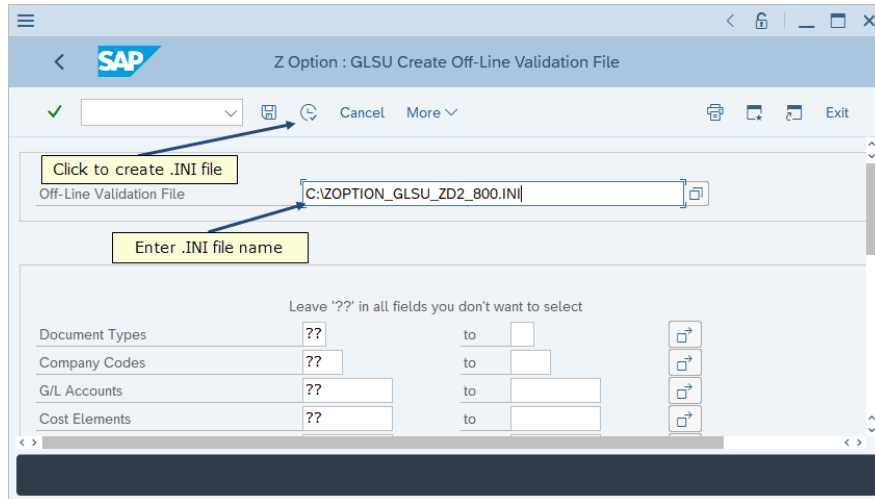 SAP
Z Option : GLSU Create Off-Line Validation File
Cancel More Exit
Click to create .INI file
Off-Line Validation File C:\ZOPTION_GLSU_ZD2_800.INI
Enter .INI file name
Leave '??' in all fields you don't want to select
Document Types ?? to
Company Codes ?? to
G/L Accounts ?? to
Cost Elements ?? to